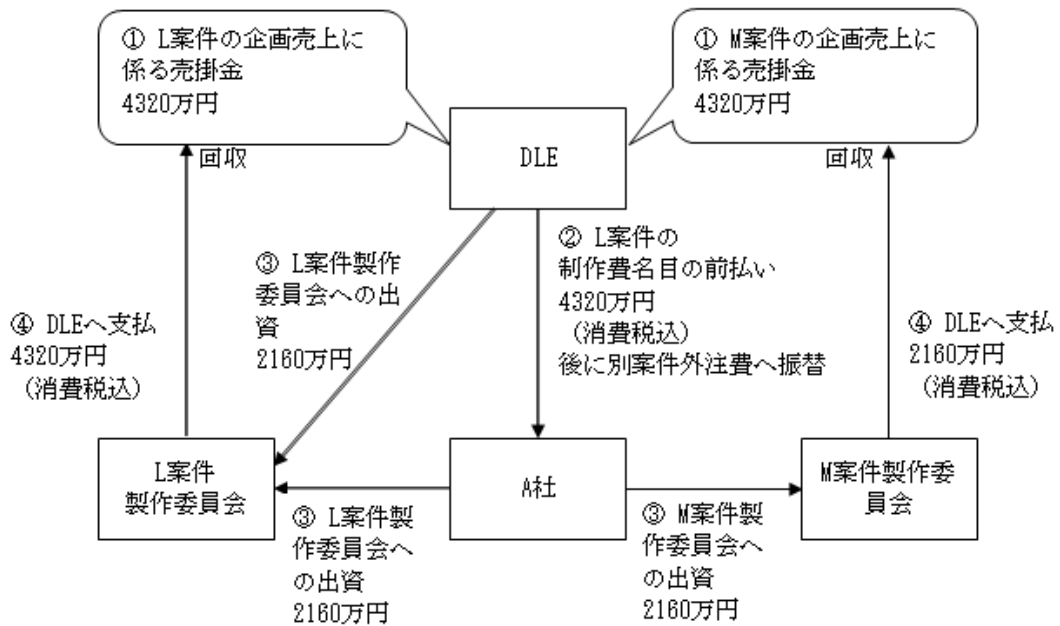 ① L案件の企画売上に
係る売掛金
4320万円
① M案件の企画売上に
係る売掛金
4320万円
回収
DLE
回収
② L案件の
制作費名目の前払い
4320万円
（消費税込）
後に別案件外注費へ振替
③ L案件製作
委員会への出
資
2160万円
④ DLEへ支払
4320万円
（消費税込）
④ DLEへ支払
2160万円
（消費税込）
L案件
製作委員会
A社
M案件製作委
員会
③ L案件製
作委員会へ
の出資
2160万円
③ M案件製
作委員会へ
の出資
2160万円